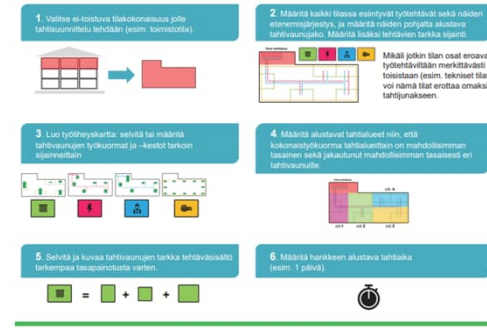 1. Valitse ei-toistuva tilakokonaisuus jolle
tahtisuunnittelu tehdään (esim. toimistotila).
2. Määritä kaikki tilassa esiintyvät työtehtävät sekä näiden
etenemisjärjestys, ja määritä näiden pohjalta alustava
tahtivaunujako. Määritä lisäksi tehtävien tarkka sijainti.
Mikäli jotkin tilan osat eroava
työtehtäviltään merkittävästi
toisistaan (esim. tekniset tila
voi nämä tilat erottaa omaksi
tahtijunakseen.
3. Luo työtiheyskartta: selvitä tai määritä
tahtivaunujen työkuormat ja –kestot tarkoin
sijainneittain
4. Määritä alustavat tahtialueet niin, että
kokonaistyökuorma tahtialueittain on mahdollisimman
tasainen sekä jakautunut mahdollisimman tasaisesti eri
tahtivaunuille.
5. Selvitä ja kuvaa tahtivaunujen tarkka tehtäväsisältö
tarkempaa tasapainotusta varten.
6. Määritä hankkeen alustava tahtiaika
(esim. 1 päivä).
= + +